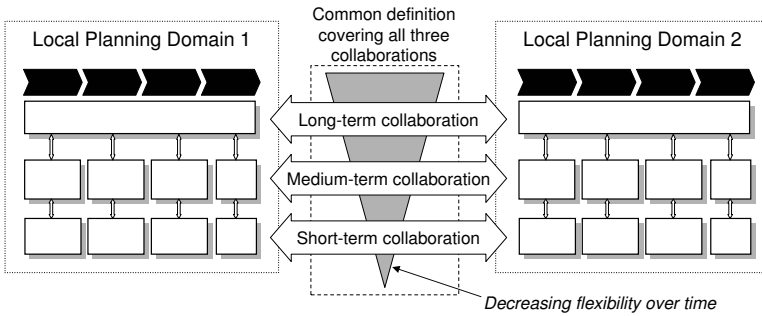 Common definition
covering all three
collaborations
Local Planning Domain 1
Local Planning Domain 2
Long-term collaboration
Medium-term collaboration
Short-term collaboration
Decreasing flexibility over time